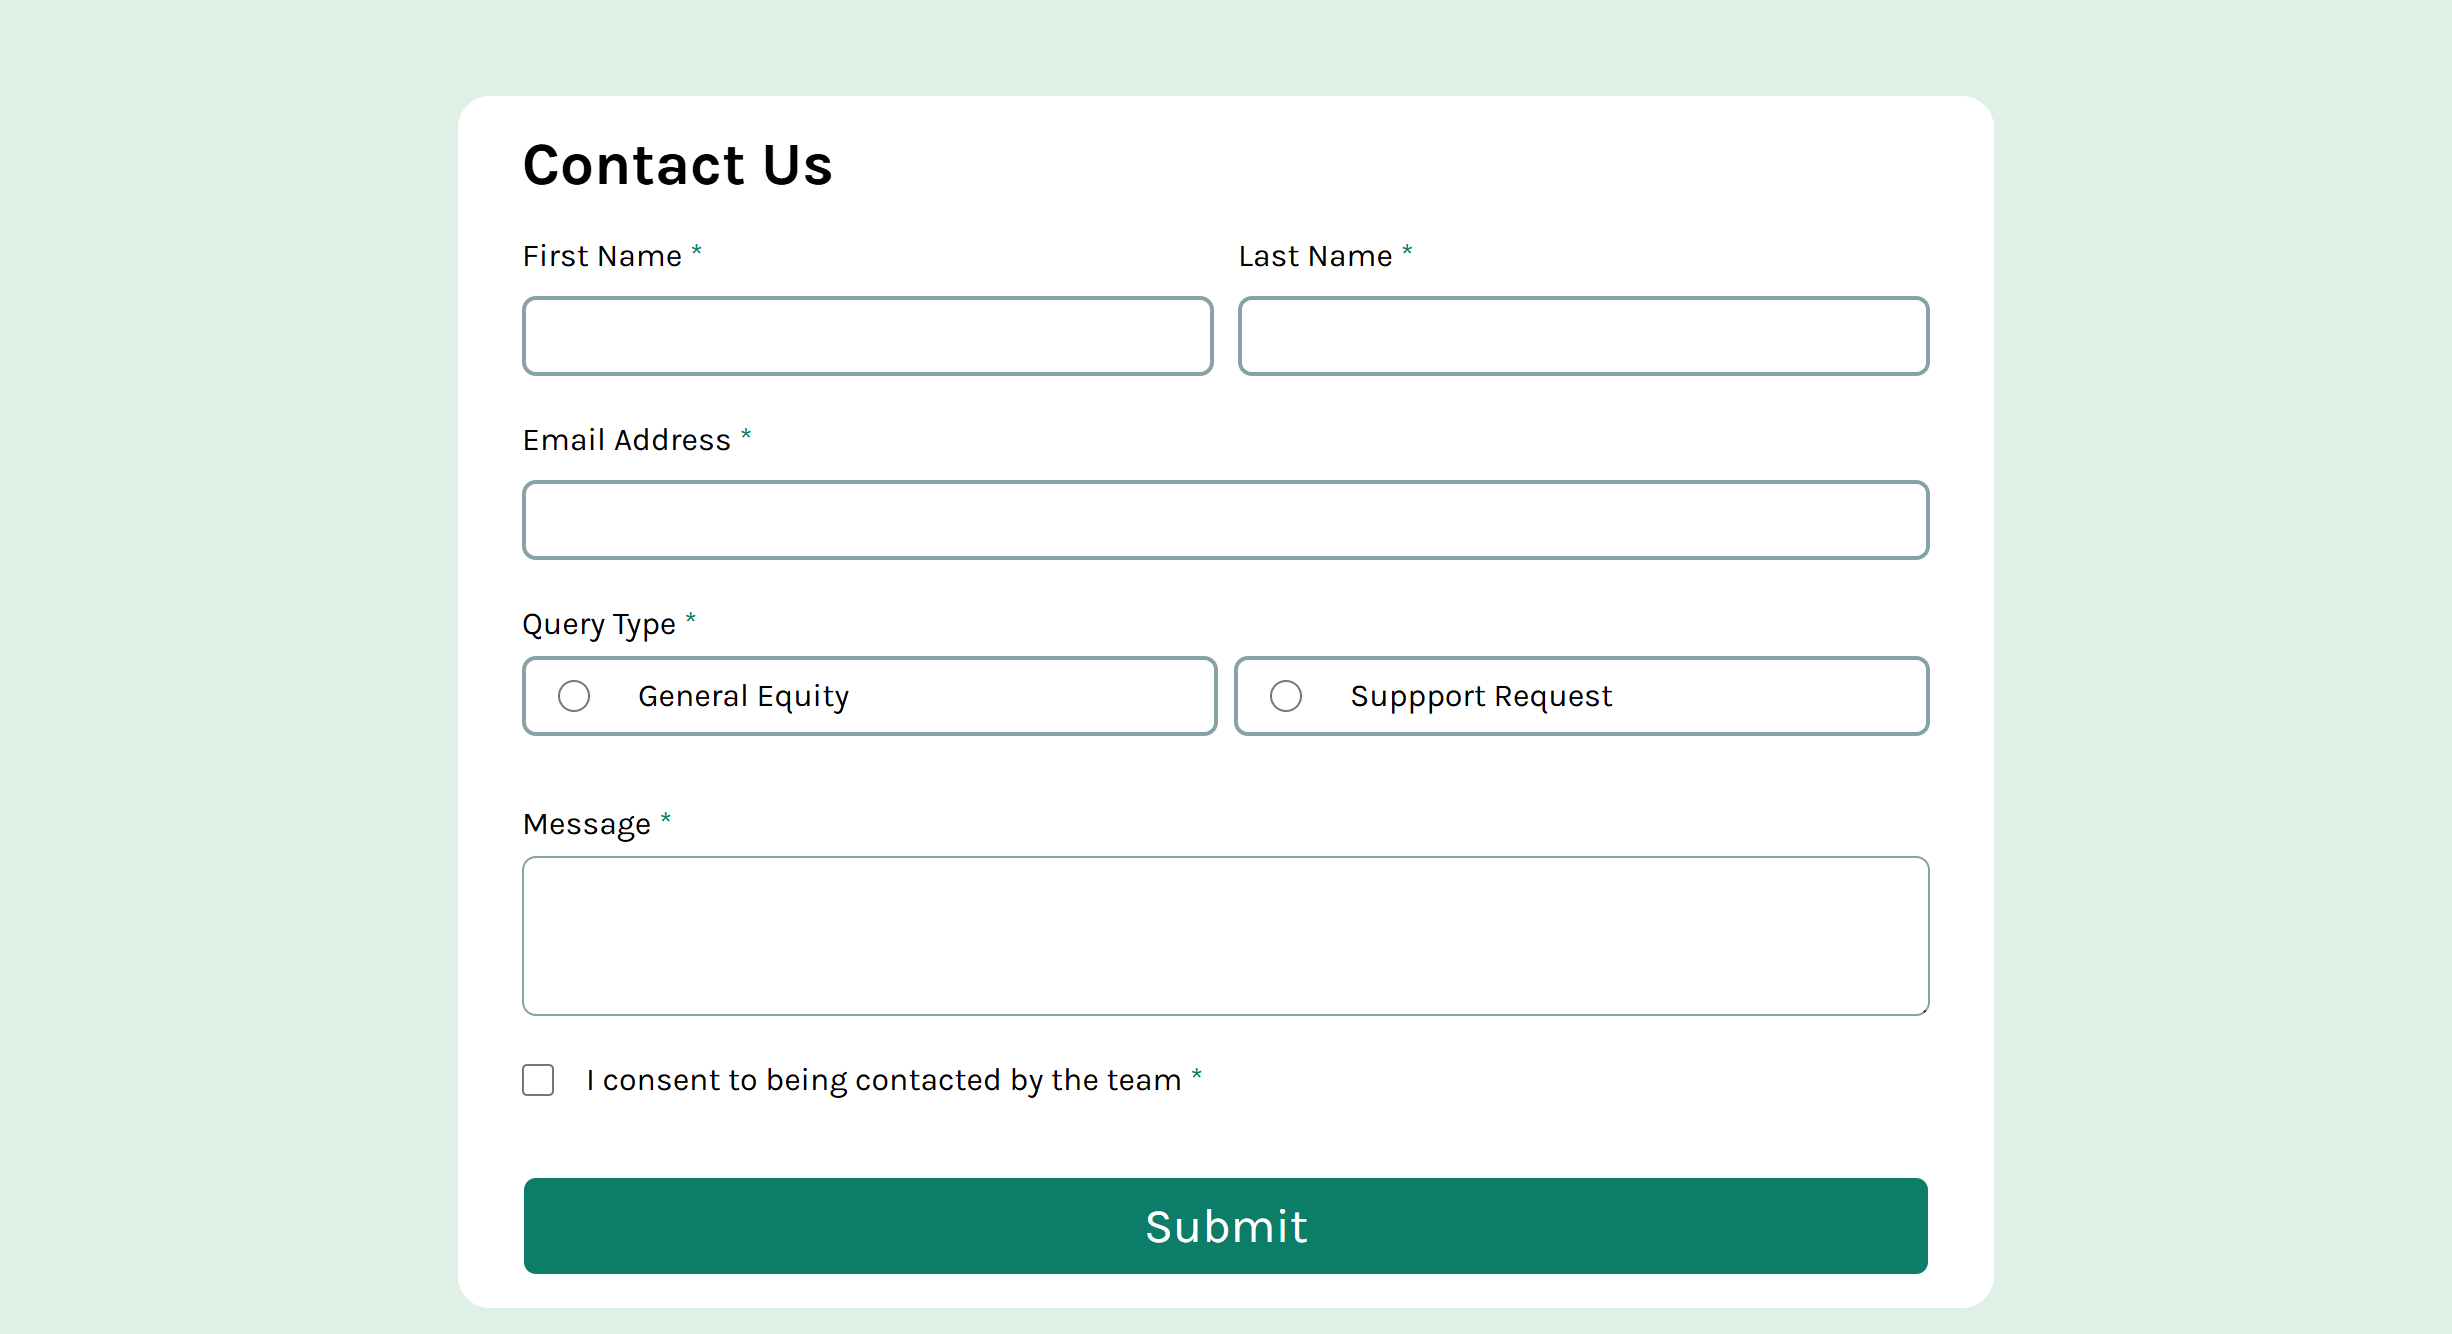 Contact Us
First Name *
Last Name *
Email Address *
Query Type *
General Equity
Suppport Request
Message *
I consent to being contacted by the team *
Submit